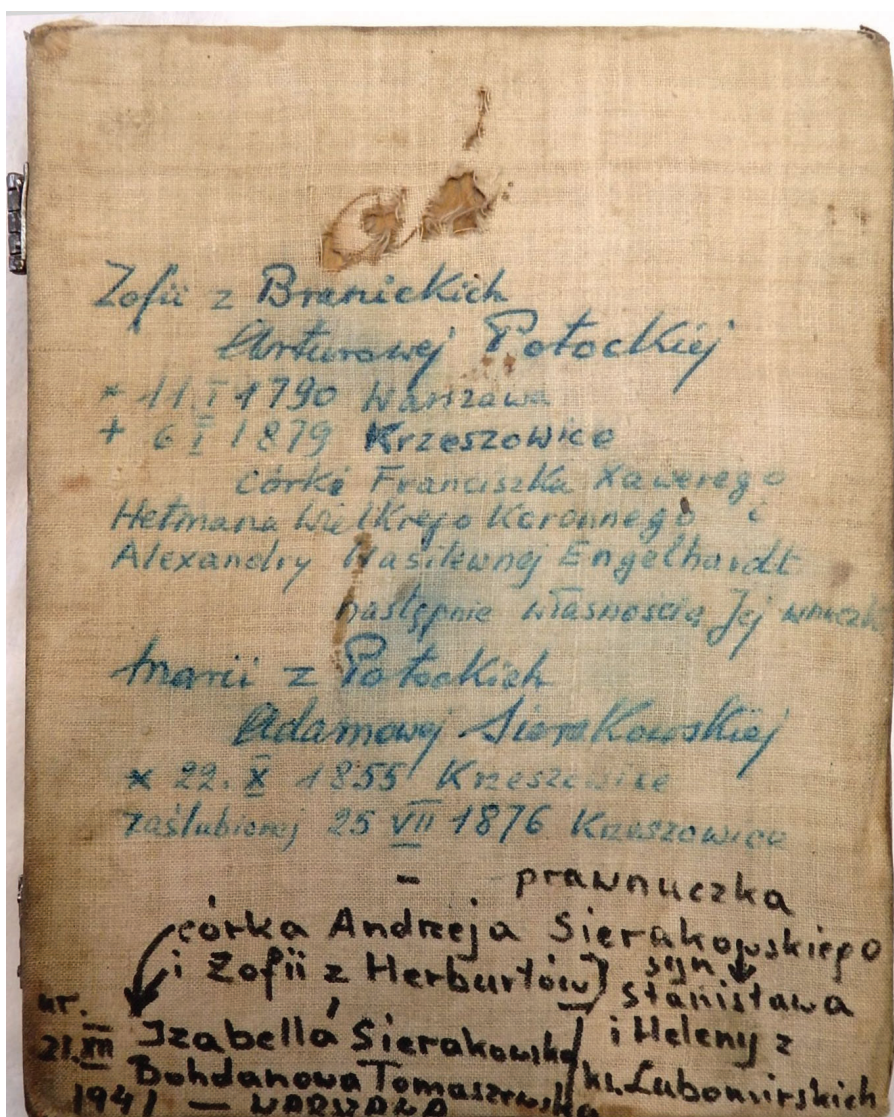 Zofii z Branickich
Arturowej Potockiej
* 11 I 1790 Warszawa
+ 6 I 1879 Krzeszowice
córki Franciszka Xawerego
Hetmana Wielkiego Koronnego i
Alexandry Wasilewnej Engelhardt
następnie własnością Jej wnuczki
Marii z Potockich
Adamowej Sierakowskiej
* 22. X 1855 Krzeszowice
zaślubionej 25 VII 1876 Krzeszowice
– prawnuczka
córka Andrzeja Sierakowskiego
i Zofii z Herburtów) syn
Stanisława
ur. Izabella Sierakowska i Heleny z
21.XII Bohdanowa Tomaszewska ks. Lubomirskich
1941 — WARSZAWA